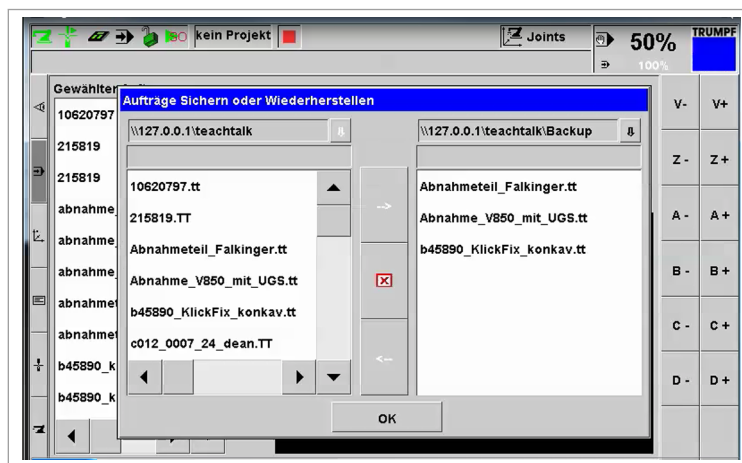 kein Projekt
Joints
50%
100%
TRUMPF
Gewählter
10620797
215819
215819
abnahme_
abnahme_
abnahme_
abnahmet
abnahmet
b45890_k
b45890_k
Aufträge Sichern oder Wiederherstellen
\\127.0.0.1\teachtalk
\\127.0.0.1\teachtalk\Backup
10620797.tt
215819.TT
Abnahmeteil_Falkinger.tt
Abnahme_V850_mit_UGS.tt
b45890_KlickFix_konkav.tt
c012_0007_24_dean.TT
-->
<--
Abnahmeteil_Falkinger.tt
Abnahme_V850_mit_UGS.tt
b45890_KlickFix_konkav.tt
OK
V- V+
Z- Z+
A- A+
B- B+
C- C+
D- D+